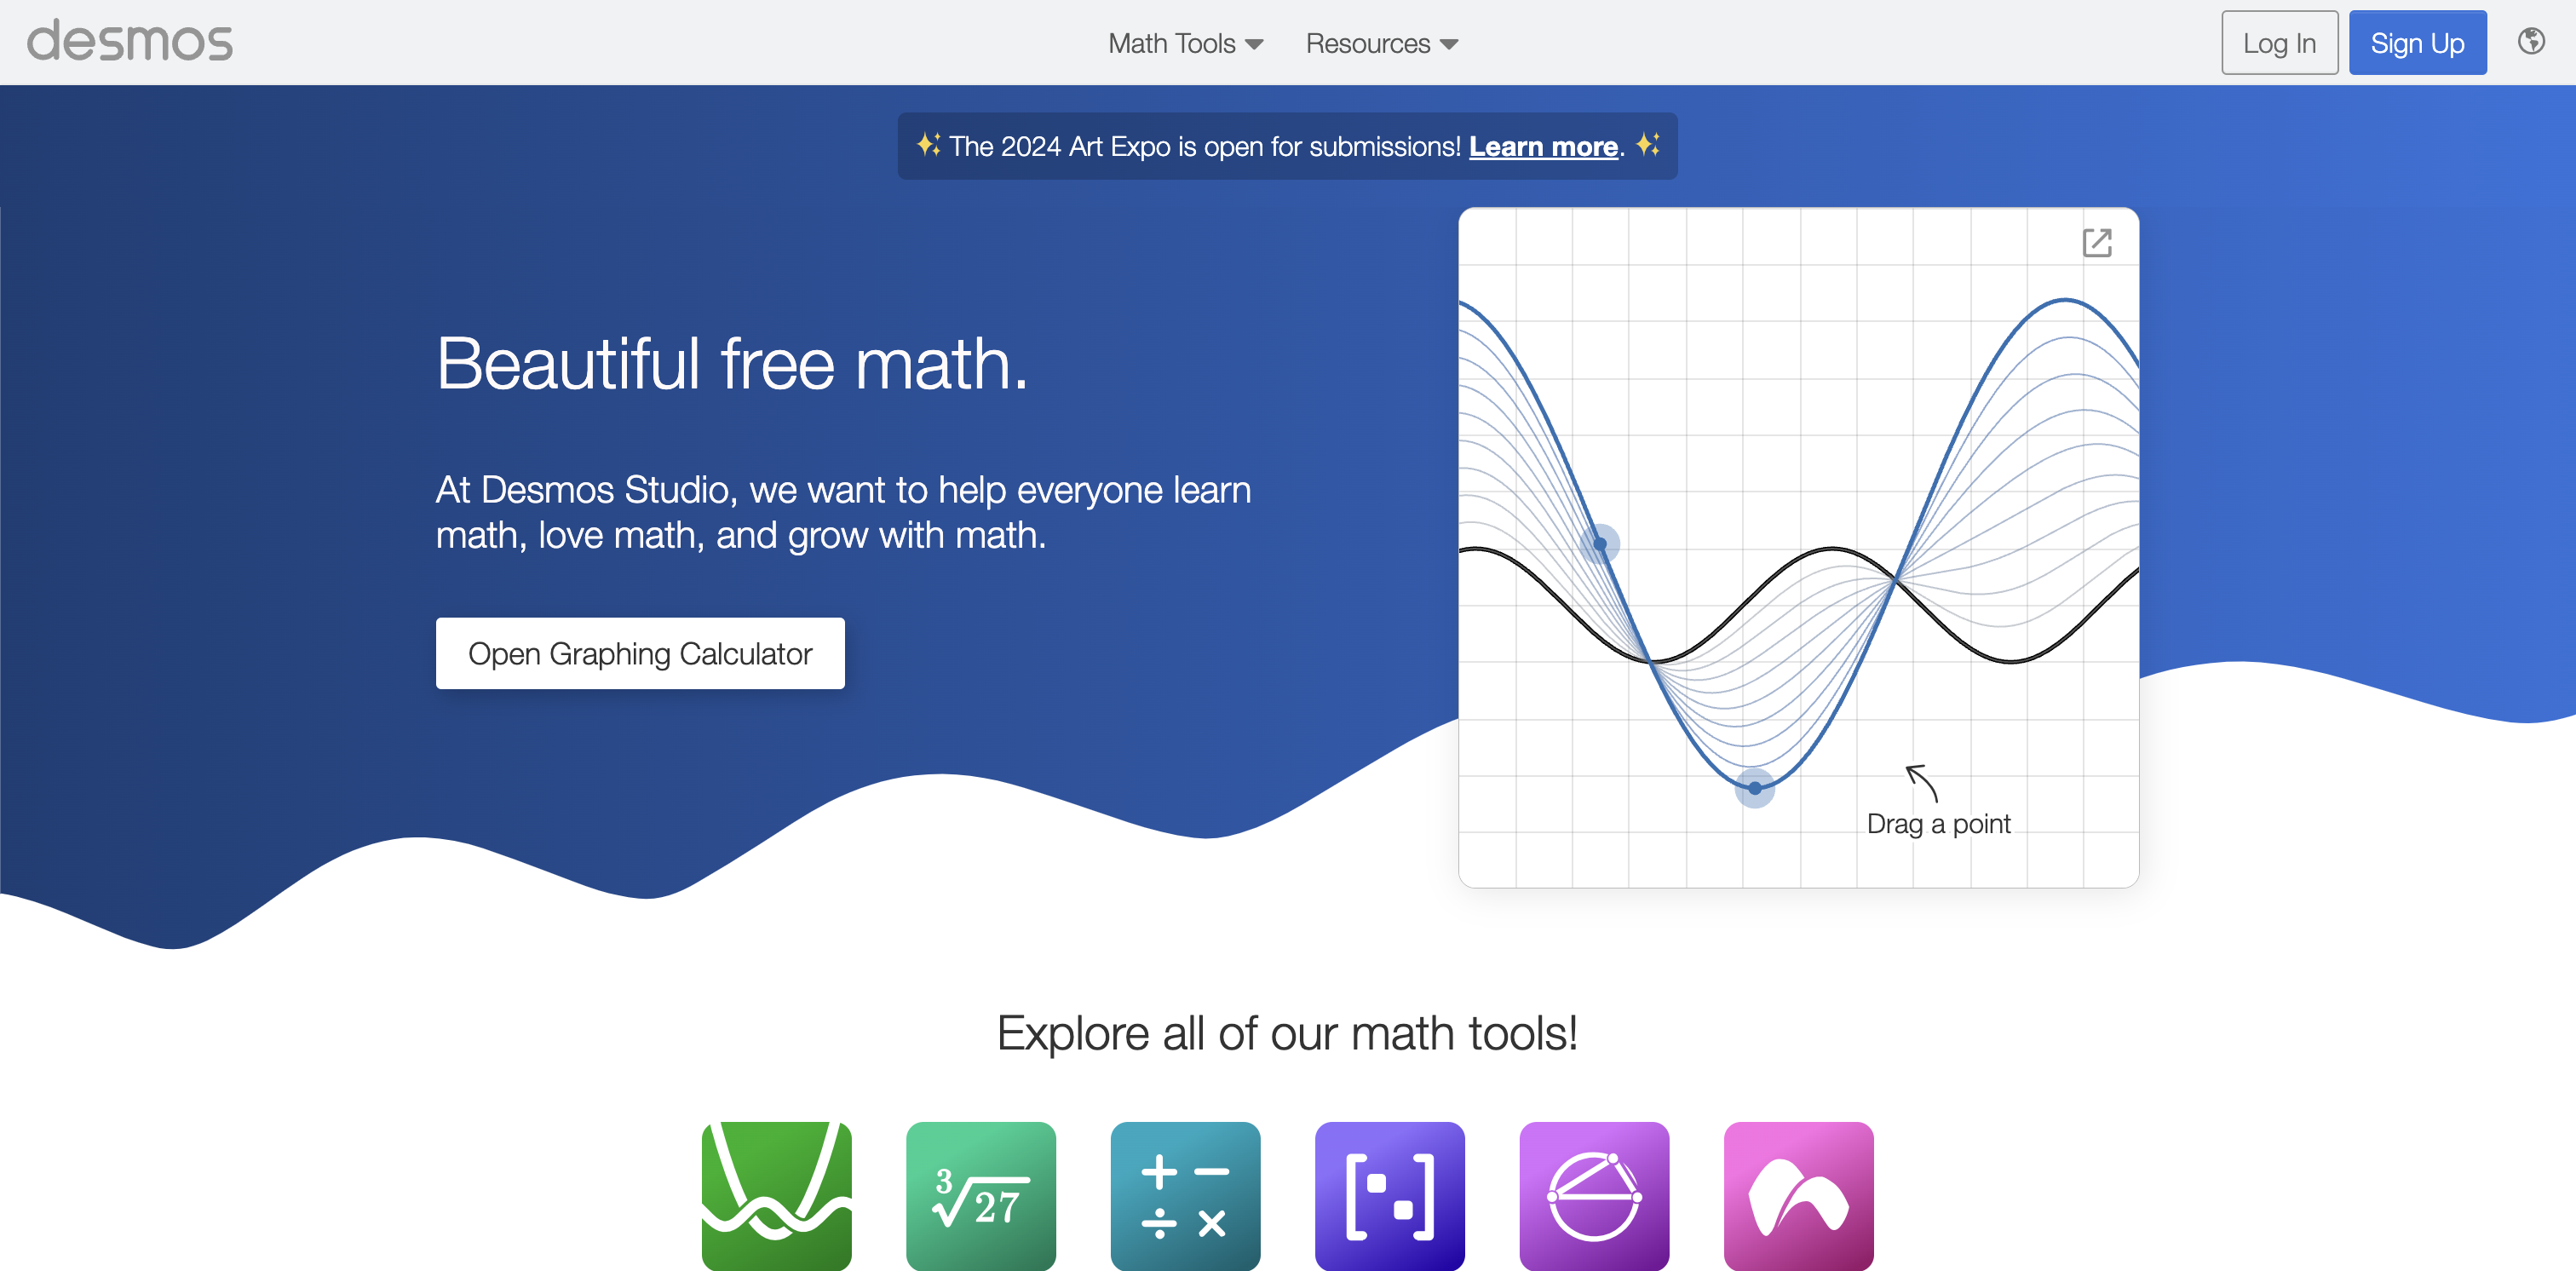 desmos
Math Tools
Resources
Log In
Sign Up
✨ The 2024 Art Expo is open for submissions! Learn more. ✨
Beautiful free math.
At Desmos Studio, we want to help everyone learn
math, love math, and grow with math.
Open Graphing Calculator
Drag a point
Explore all of our math tools!
³√27
+ −
÷ ×